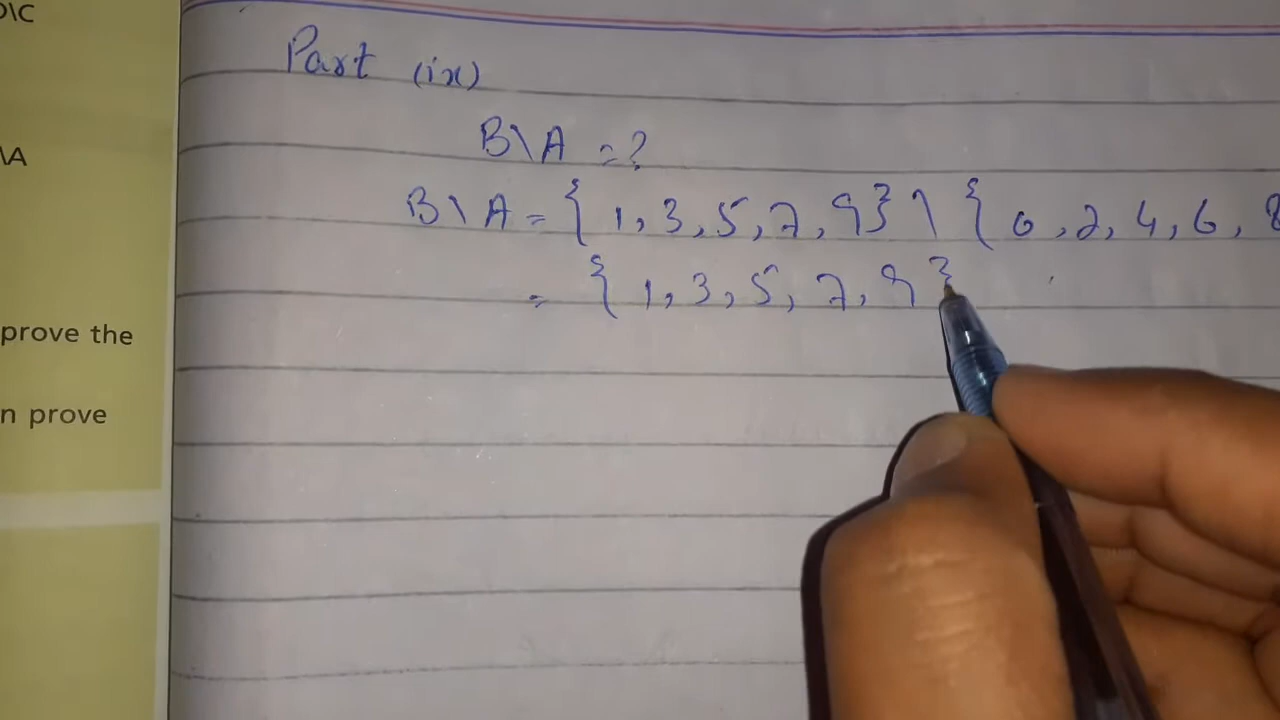 \C
\A
prove the
n prove
Part (ix)
B\A = ?
B\A = { 1, 3, 5, 7, 9 } \ { 0, 2, 4, 6, 8
= { 1, 3, 5, 7, 9 }